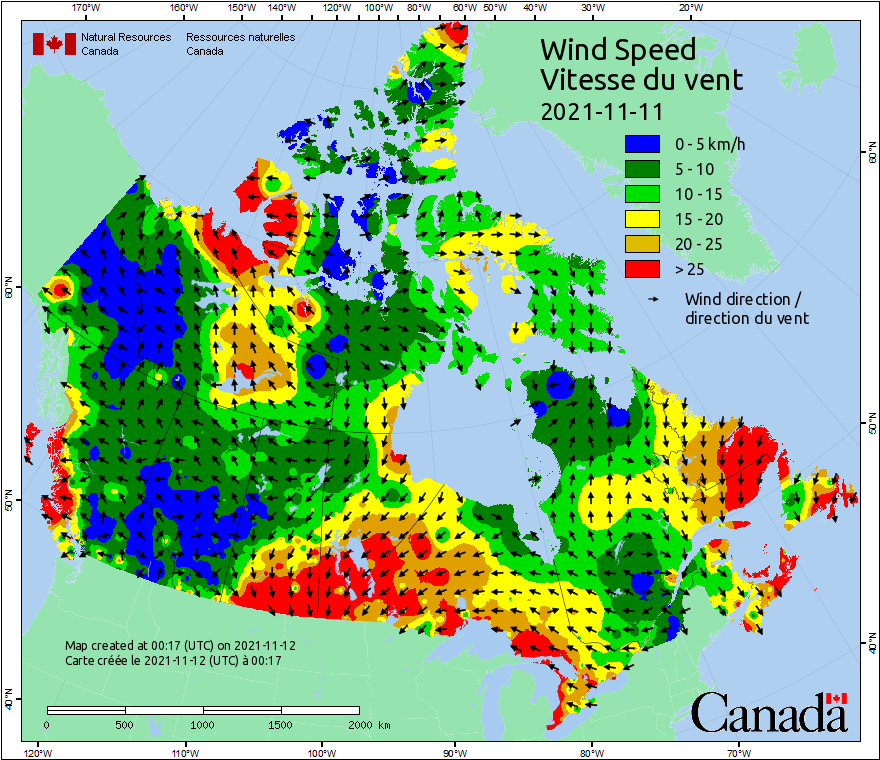 170°W 160°W 150°W 140°W 130°W 120°W 110°W 100°W 90°W 80°W 70°W 60°W 50°W 40°W 30°W 20°W
Natural Resources Canada
Ressources naturelles Canada
Wind Speed
Vitesse du vent
2021-11-11
0 - 5 km/h
5 - 10
10 - 15
15 - 20
20 - 25
> 25
Wind direction /
direction du vent
60°N
50°N
40°N
60°N
50°N
40°N
Map created at 00:17 (UTC) on 2021-11-12
Carte créée le 2021-11-12 (UTC) à 00:17
0 500 1000 1500 2000 km
Canada
120°W 110°W 100°W 90°W 80°W 70°W